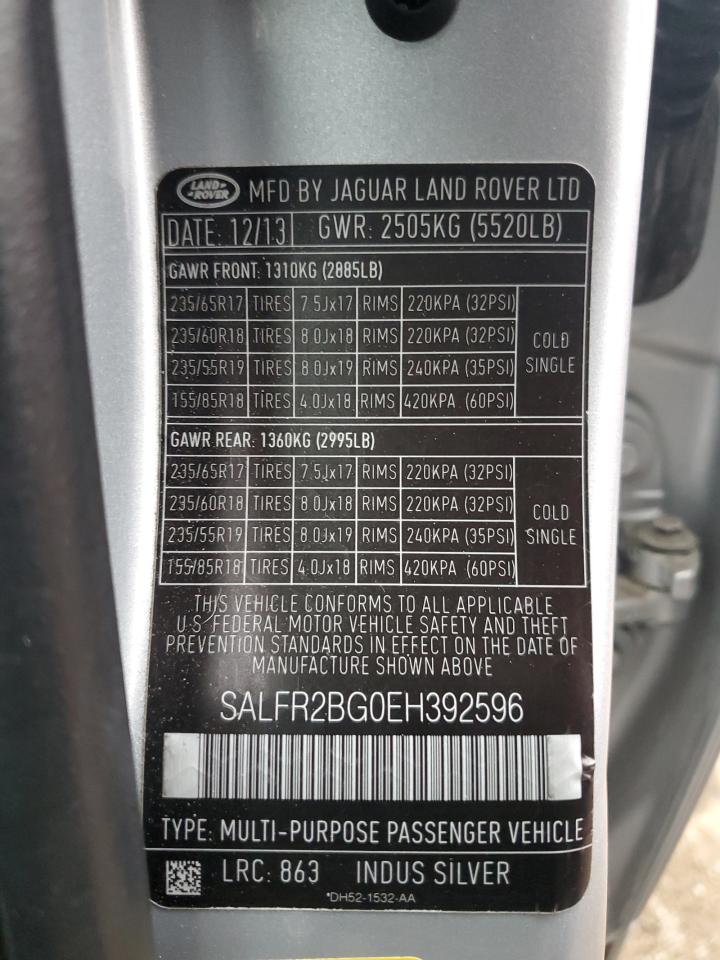 LAND ROVER MFD BY JAGUAR LAND ROVER LTD
DATE: 12/13 GWR: 2505KG (5520LB)
GAWR FRONT: 1310KG (2885LB)
235/65R17 TIRES 7.5Jx17 RIMS 220KPA (32PSI)
235/60R18 TIRES 8.0Jx18 RIMS 220KPA (32PSI)
COLD
235/55R19 TIRES 8.0Jx19 RIMS 240KPA (35PSI)
SINGLE
155/85R18 TIRES 4.0Jx18 RIMS 420KPA (60PSI)
GAWR REAR: 1360KG (2995LB)
235/65R17 TIRES 7.5Jx17 RIMS 220KPA (32PSI)
235/60R18 TIRES 8.0Jx18 RIMS 220KPA (32PSI)
COLD
235/55R19 TIRES 8.0Jx19 RIMS 240KPA (35PSI)
SINGLE
155/85R18 TIRES 4.0Jx18 RIMS 420KPA (60PSI)
THIS VEHICLE CONFORMS TO ALL APPLICABLE
U.S. FEDERAL MOTOR VEHICLE SAFETY AND THEFT
PREVENTION STANDARDS IN EFFECT ON THE DATE OF
MANUFACTURE SHOWN ABOVE.
SALFR2BG0EH392596
TYPE: MULTI-PURPOSE PASSENGER VEHICLE
LRC: 863 INDUS SILVER
*DH52-1532-AA